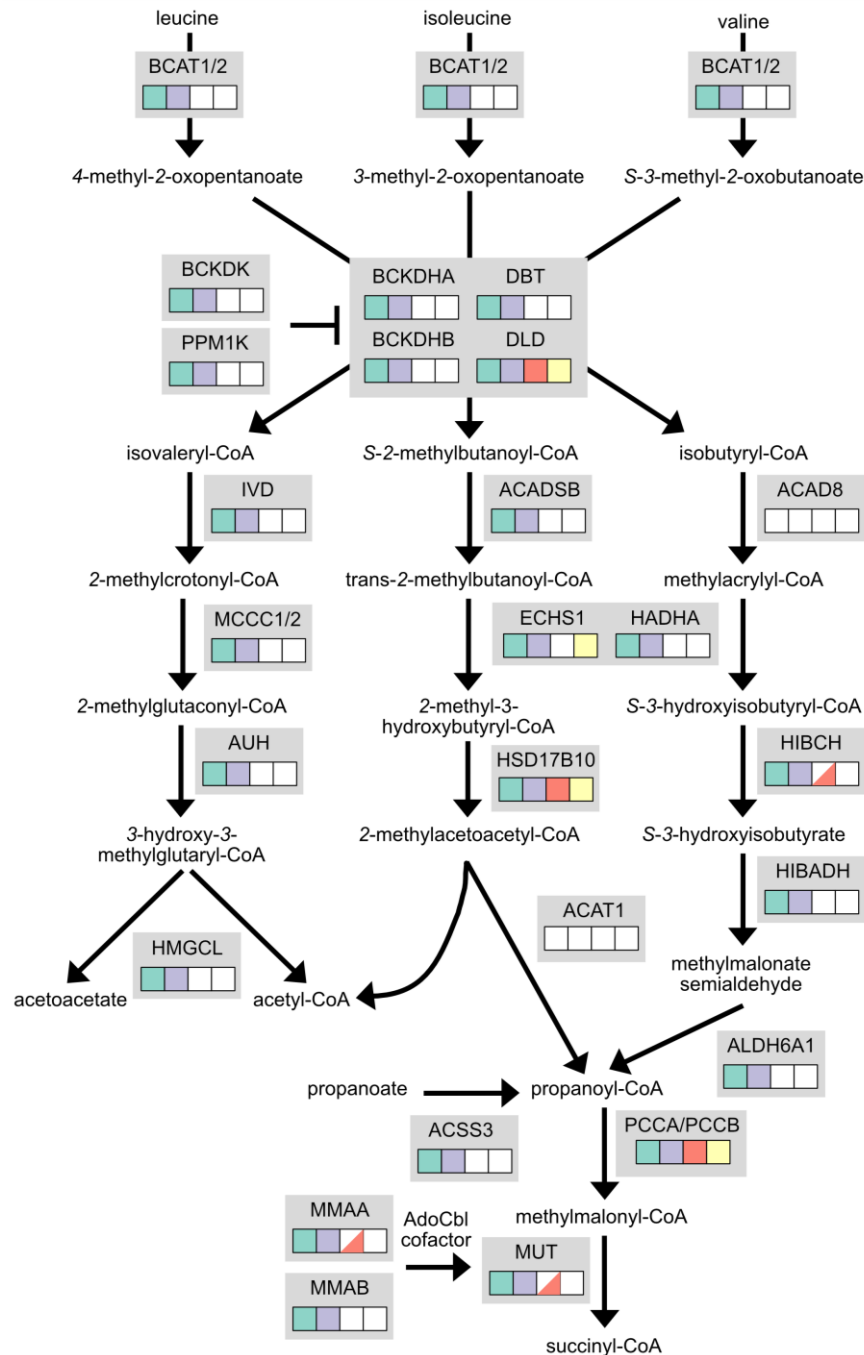 leucine
isoleucine
valine
BCAT1/2
BCAT1/2
BCAT1/2
4-methyl-2-oxopentanoate
3-methyl-2-oxopentanoate
S-3-methyl-2-oxobutanoate
BCKDK
PPM1K
BCKDHA
DBT
BCKDHB
DLD
isovaleryl-CoA
S-2-methylbutanoyl-CoA
isobutyryl-CoA
IVD
ACADSB
ACAD8
2-methylcrotonyl-CoA
trans-2-methylbutanoyl-CoA
methylacrylyl-CoA
MCCC1/2
ECHS1
HADHA
2-methylglutaconyl-CoA
2-methyl-3-
hydroxybutyryl-CoA
S-3-hydroxyisobutyryl-CoA
AUH
HSD17B10
HIBCH
3-hydroxy-3-
methylglutaryl-CoA
2-methylacetoacetyl-CoA
S-3-hydroxyisobutyrate
HIBADH
ACAT1
HMGCL
acetoacetate
acetyl-CoA
methylmalonate
semialdehyde
ALDH6A1
propanoate
propanoyl-CoA
ACSS3
PCCA/PCCB
MMAA
AdoCbl
cofactor
methylmalonyl-CoA
MUT
MMAB
succinyl-CoA